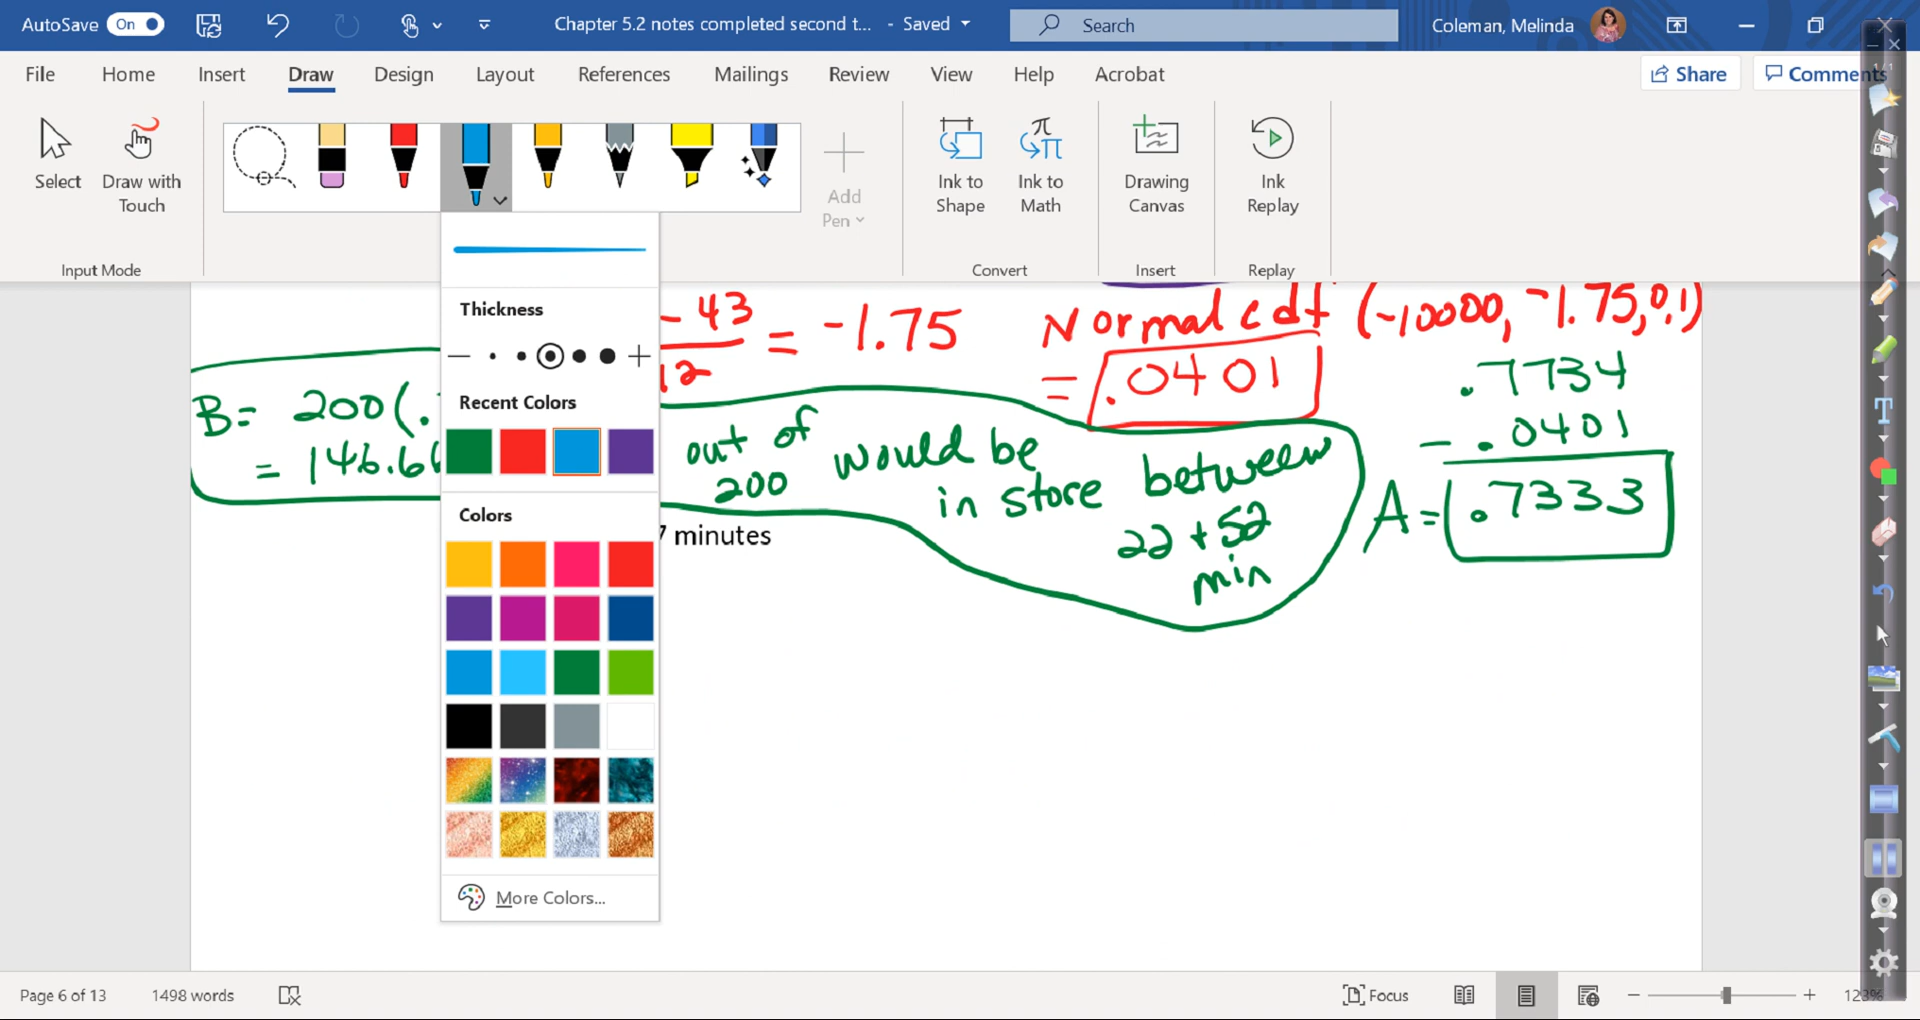 AutoSave On Chapter 5.2 notes completed second t... - Saved Search Coleman, Melinda
File Home Insert Draw Design Layout References Mailings Review View Help Acrobat Share Comments
Select
Draw with
Touch
Input Mode
Add
Pen
Ink to
Shape
Ink to
Math
Convert
Drawing
Canvas
Insert
Ink
Replay
Replay
Thickness
Recent Colors
Colors
More Colors...
- 43
12
= -1.75
Normalcdf (-10000, -1.75,0,1)
= .0401
.7734
- .0401
A= .7333
B= 200(.
= 146.6
out of
200
would be
in store
between
22 + 52
min
7 minutes
Page 6 of 13 1498 words Focus